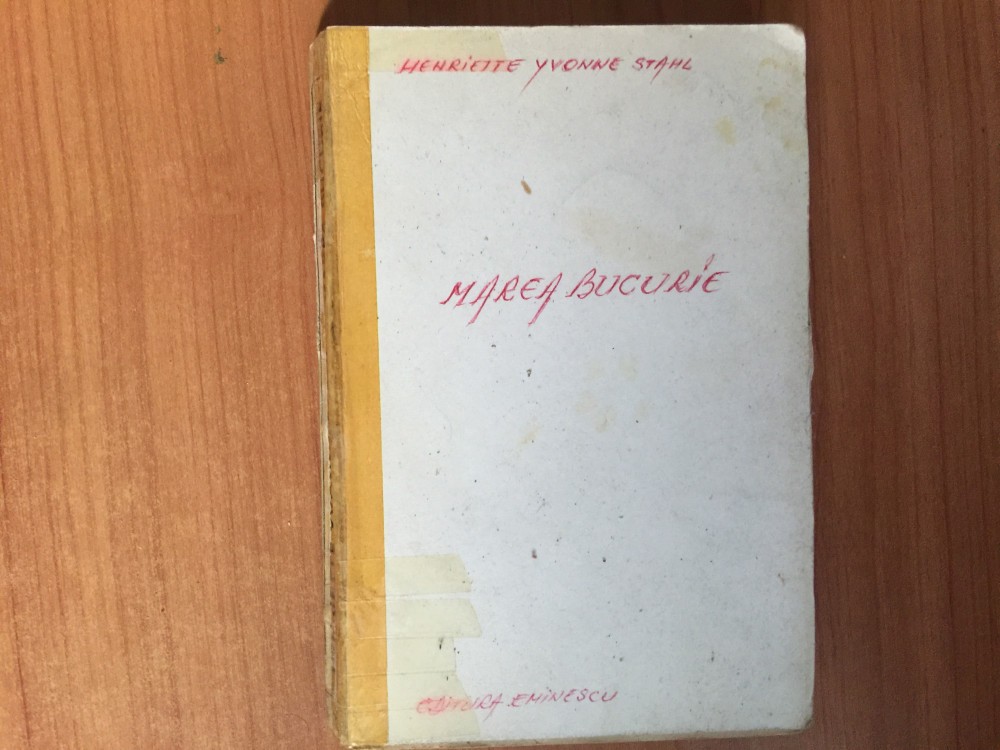 HENRIETTE YVONNE STAHL
MAREA BUCURIE
EDITURA EMINESCU